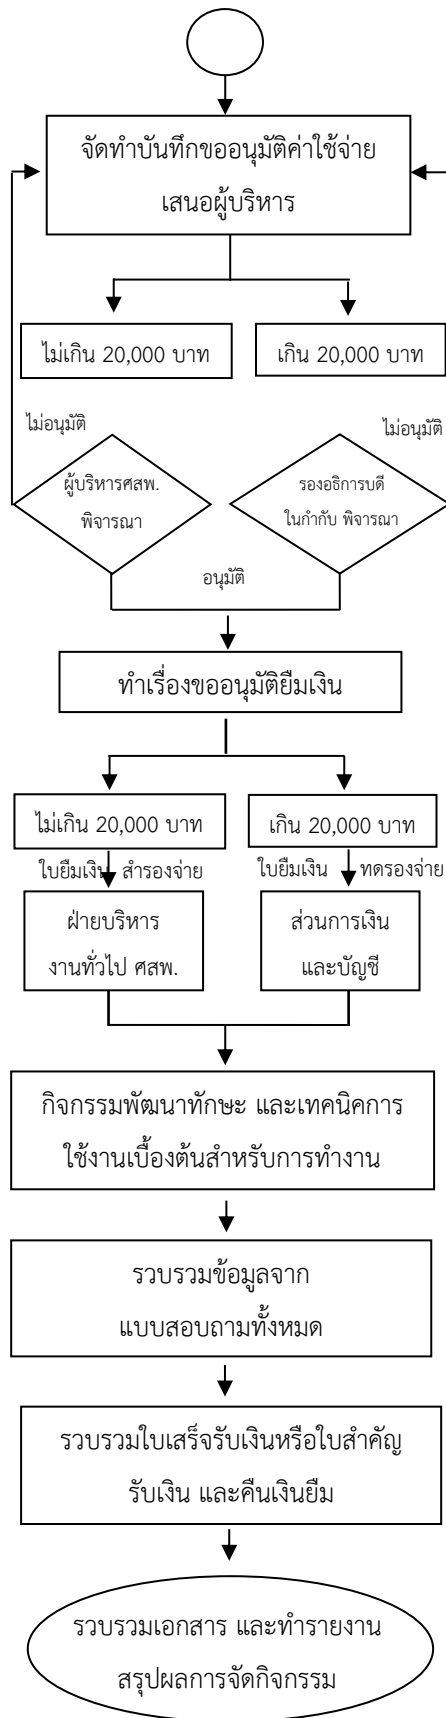 จัดทำบันทึกขออนุมัติค่าใช้จ่าย
เสนอผู้บริหาร
ไม่เกิน 20,000 บาท
เกิน 20,000 บาท
ไม่อนุมัติ
ไม่อนุมัติ
ผู้บริหารศสพ.
พิจารณา
รองอธิการบดี
ในกำกับ พิจารณา
อนุมัติ
ทำเรื่องขออนุมัติยืมเงิน
ไม่เกิน 20,000 บาท
เกิน 20,000 บาท
ใบยืมเงิน สำรองจ่าย
ใบยืมเงิน ทดรองจ่าย
ฝ่ายบริหาร
งานทั่วไป ศสพ.
ส่วนการเงิน
และบัญชี
กิจกรรมพัฒนาทักษะ และเทคนิคการ
ใช้งานเบื้องต้นสำหรับการทำงาน
รวบรวมข้อมูลจาก
แบบสอบถามทั้งหมด
รวบรวมใบเสร็จรับเงินหรือใบสำคัญ
รับเงิน และคืนเงินยืม
รวบรวมเอกสาร และทำรายงาน
สรุปผลการจัดกิจกรรม